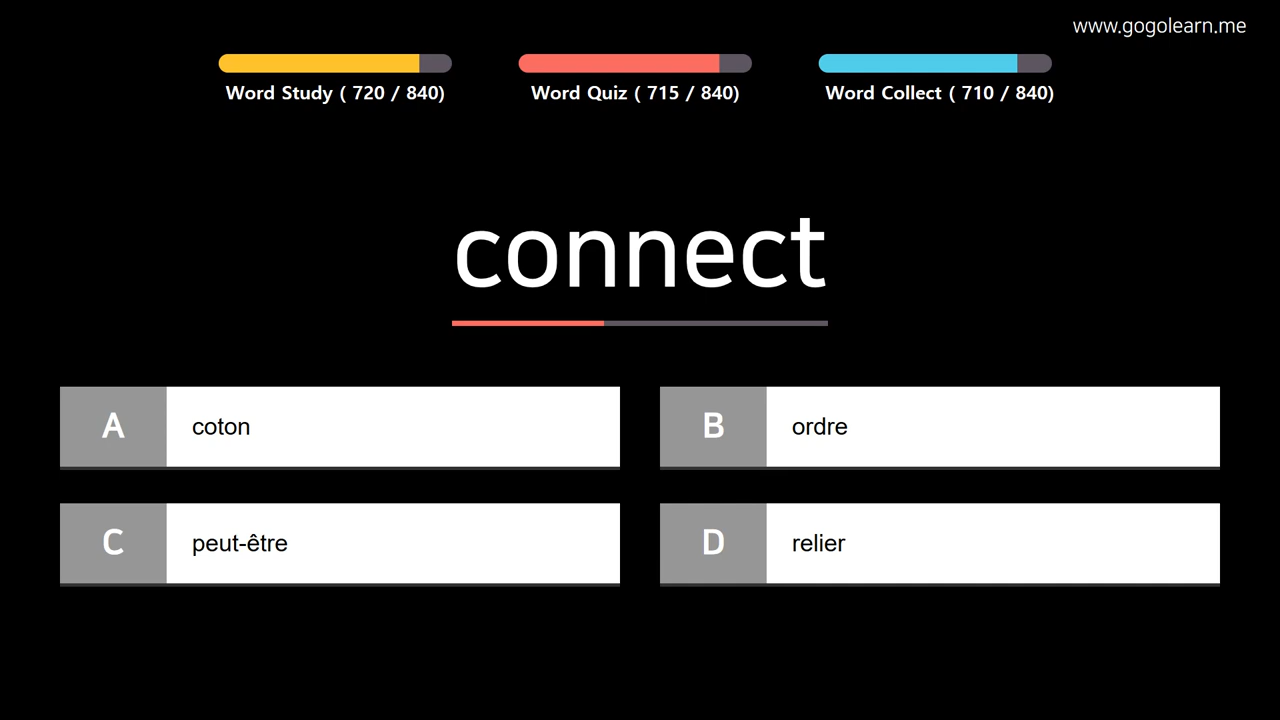 www.gogolearn.me
Word Study ( 720 / 840)
Word Quiz ( 715 / 840)
Word Collect ( 710 / 840)
connect
A
coton
B
ordre
C
peut-être
D
relier